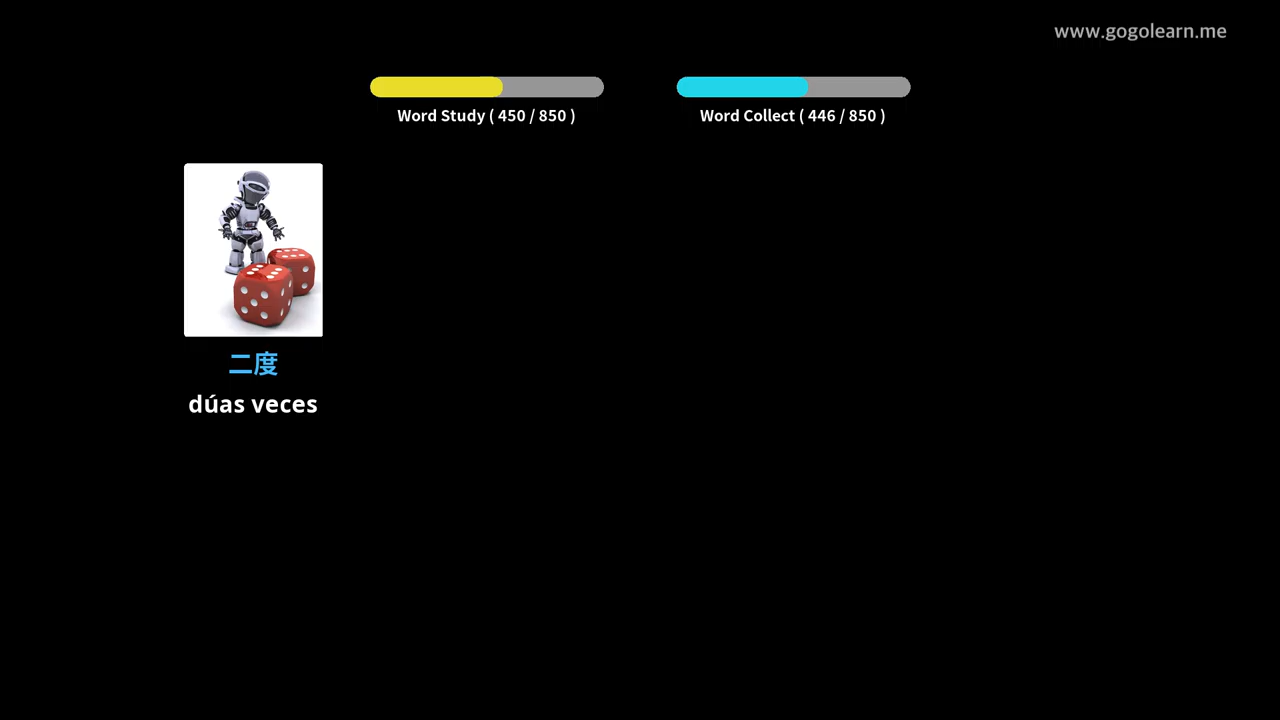 www.gogolearn.me
Word Study ( 450 / 850 )
Word Collect ( 446 / 850 )
二度
dúas veces